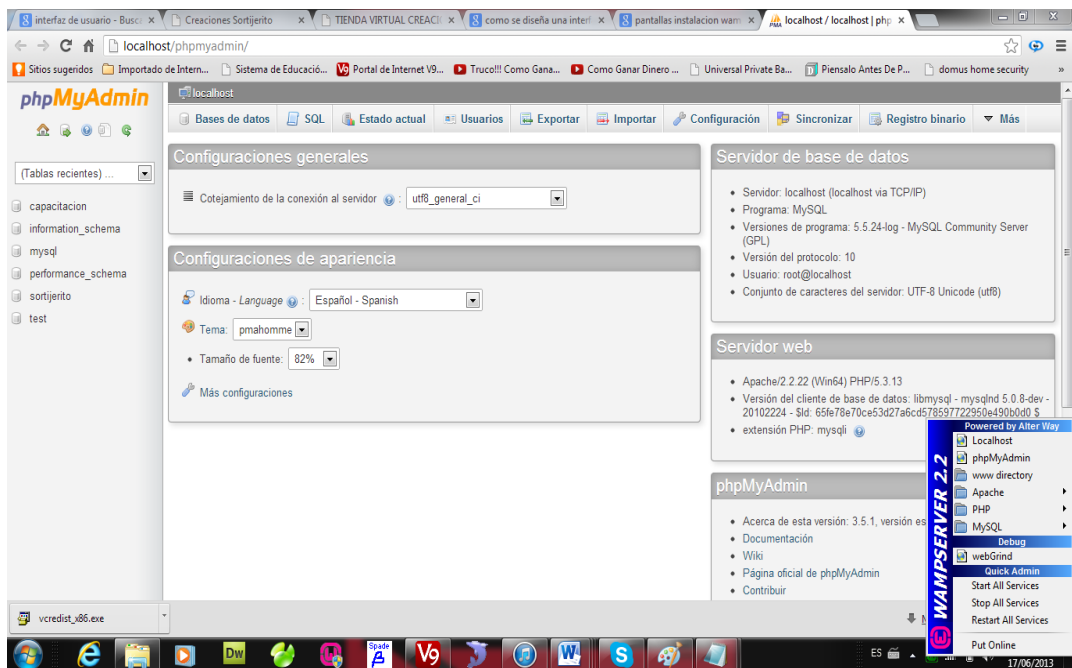 interfaz de usuario - Busca
Creaciones Sortijerito
TIENDA VIRTUAL CREACI
como se diseña una interf
pantallas instalacion wam
localhost / localhost | php
localhost/phpmyadmin/
Sitios sugeridos
Importado de Intern...
Sistema de Educació...
Portal de Internet V9...
Truco!!! Como Gana...
Como Ganar Dinero ...
Universal Private Ba...
Piensalo Antes De P...
domus home security
»
phpMyAdmin
(Tablas recientes) ...
capacitacion
information_schema
mysql
performance_schema
sortijerito
test
localhost
Bases de datos
SQL
Estado actual
Usuarios
Exportar
Importar
Configuración
Sincronizar
Registro binario
Más
Configuraciones generales
Cotejamiento de la conexión al servidor : utf8_general_ci
Configuraciones de apariencia
Idioma - Language : Español - Spanish
Tema: pmahomme
Tamaño de fuente: 82%
Más configuraciones
Servidor de base de datos
Servidor: localhost (localhost via TCP/IP)
Programa: MySQL
Versiones de programa: 5.5.24-log - MySQL Community Server
(GPL)
Versión del protocolo: 10
Usuario: root@localhost
Conjunto de caracteres del servidor: UTF-8 Unicode (utf8)
Servidor web
Apache/2.2.22 (Win64) PHP/5.3.13
Versión del cliente de base de datos: libmysql - mysqlnd 5.0.8-dev -
20102224 - $Id: 65fe78e70ce53d27a6cd578597722950e490b0d0 $
extensión PHP: mysqli
phpMyAdmin
Acerca de esta versión: 3.5.1, versión es
Documentación
Wiki
Página oficial de phpMyAdmin
Contribuir
WAMPSERVER 2.2
Powered by Alter Way
Localhost
phpMyAdmin
www directory
Apache
PHP
MySQL
Debug
webGrind
Quick Admin
Start All Services
Stop All Services
Restart All Services
Put Online
vcredist_x86.exe
Dw
Spade
V9
W
S
ES
17/06/2013